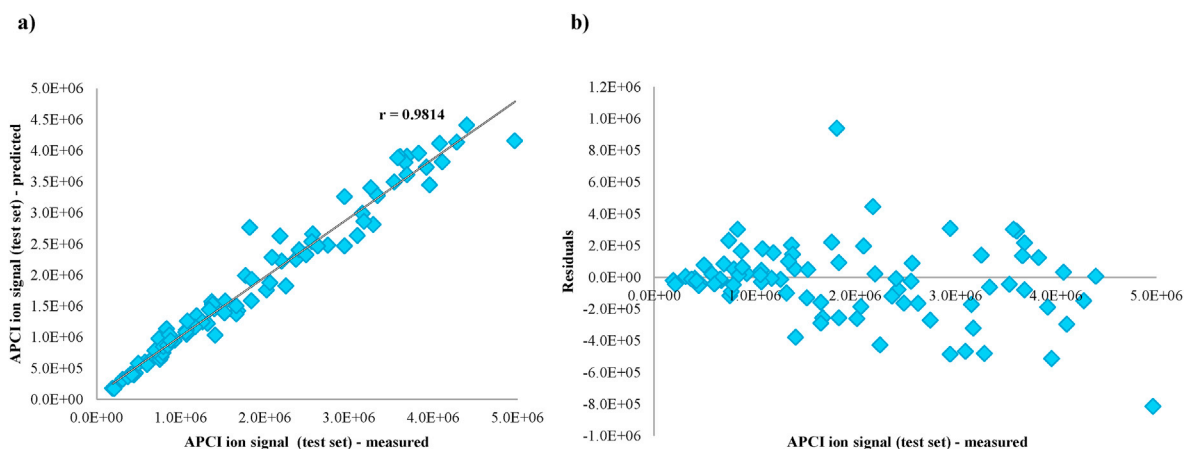 a)
b)
APCI ion signal (test set) - predicted
5.0E+06
4.5E+06
4.0E+06
3.5E+06
3.0E+06
2.5E+06
2.0E+06
1.5E+06
1.0E+06
5.0E+05
0.0E+00
r = 0.9814
0.0E+00 1.0E+06 2.0E+06 3.0E+06 4.0E+06 5.0E+06
APCI ion signal (test set) - measured
Residuals
1.2E+06
1.0E+06
8.0E+05
6.0E+05
4.0E+05
2.0E+05
0.0E+00
-2.0E+05
-4.0E+05
-6.0E+05
-8.0E+05
-1.0E+06
0.0E+00 1.0E+06 2.0E+06 3.0E+06 4.0E+06 5.0E+06
APCI ion signal (test set) - measured